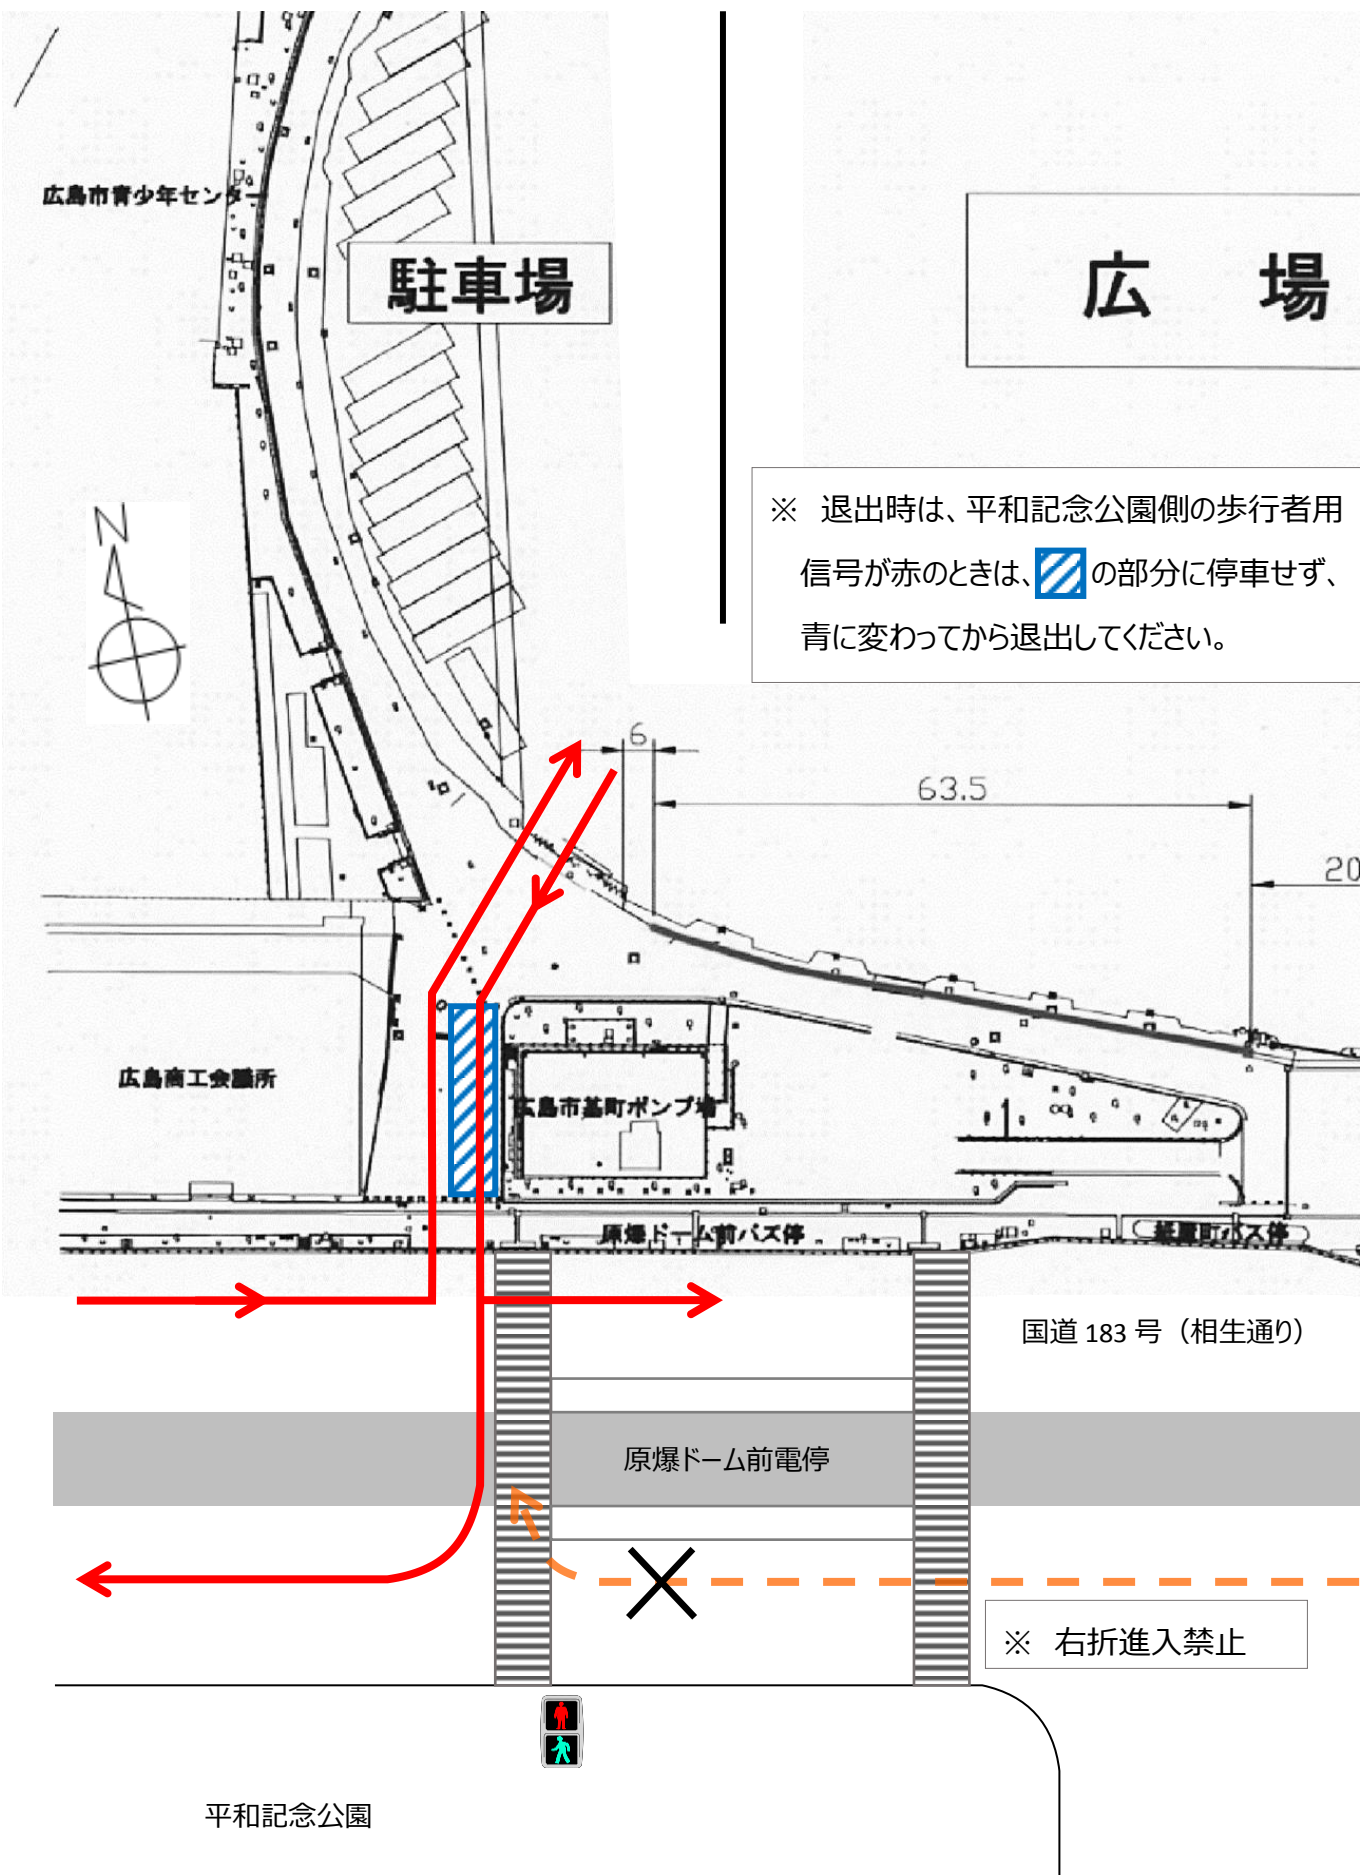 広島市青少年センター
駐車場
広 場
※ 退出時は、平和記念公園側の歩行者用
信号が赤のときは、の部分に停車せず、
青に変わってから退出してください。
N
6
63.5
20
広島商工会議所
広島市基町ポンプ場
原爆ドーム前バス停
紙屋町バス停
国道 183 号（相生通り）
原爆ドーム前電停
※ 右折進入禁止
平和記念公園